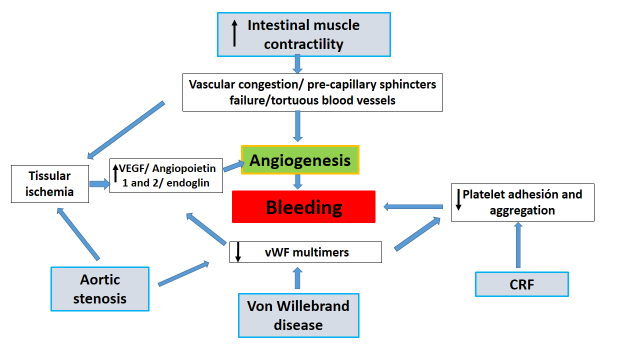 Intestinal muscle
contractility
Vascular congestion/ pre-capillary sphincters
failure/tortuous blood vessels
Angiogenesis
VEGF/ Angiopoietin
1 and 2/ endoglin
Tissular
ischemia
Bleeding
Platelet adhesión and
aggregation
vWF multimers
Aortic
stenosis
Von Willebrand
disease
CRF